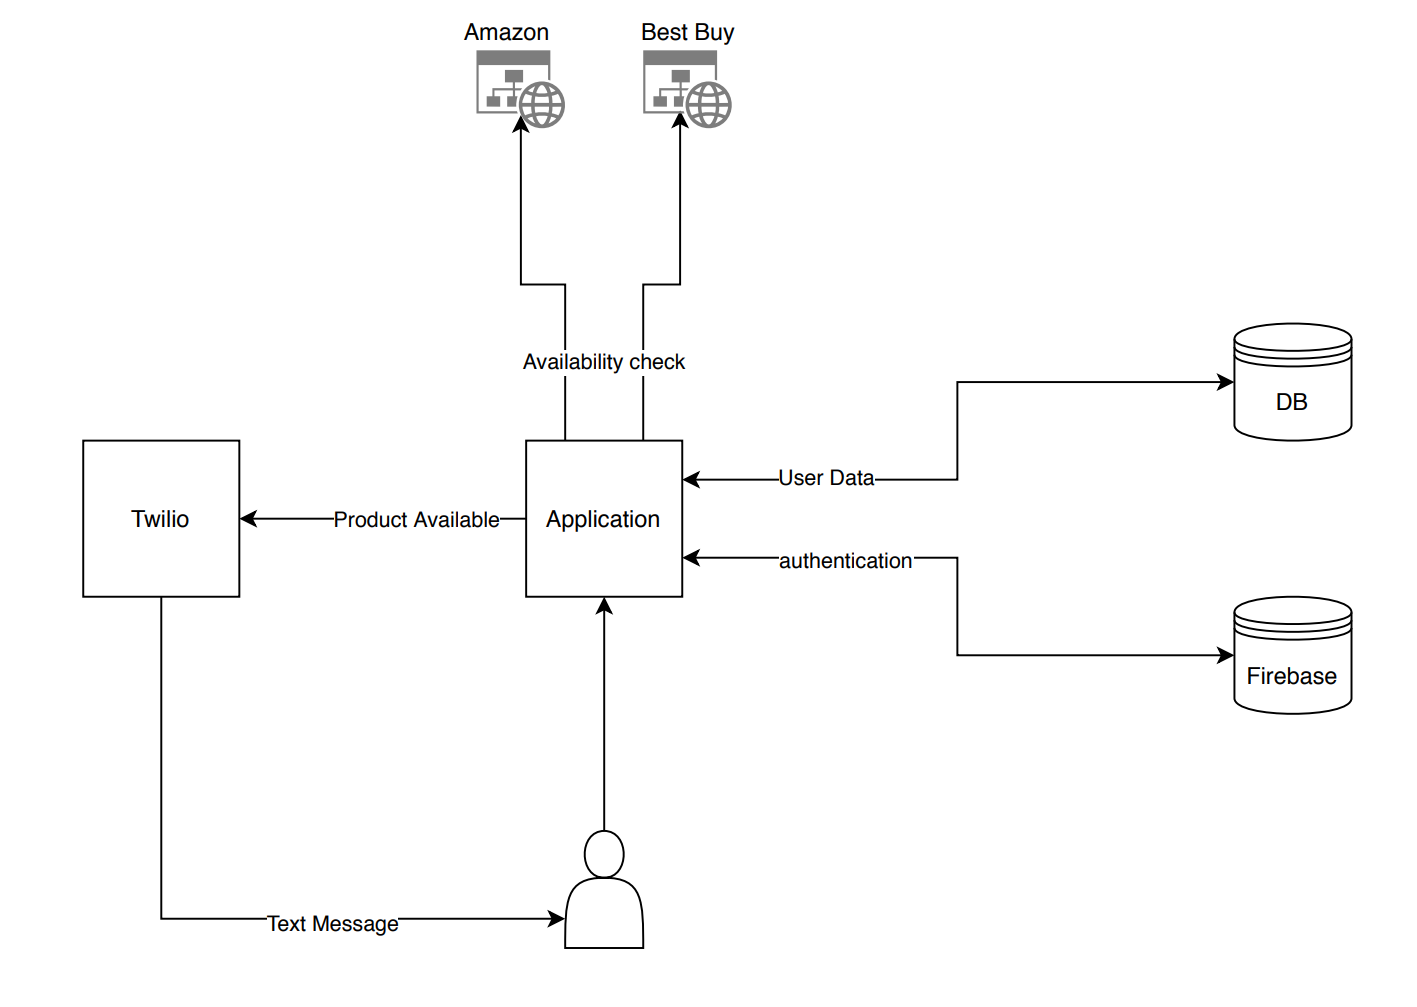 Amazon
Best Buy
Availability check
DB
User Data
Twilio
Product Available
Application
authentication
Firebase
Text Message